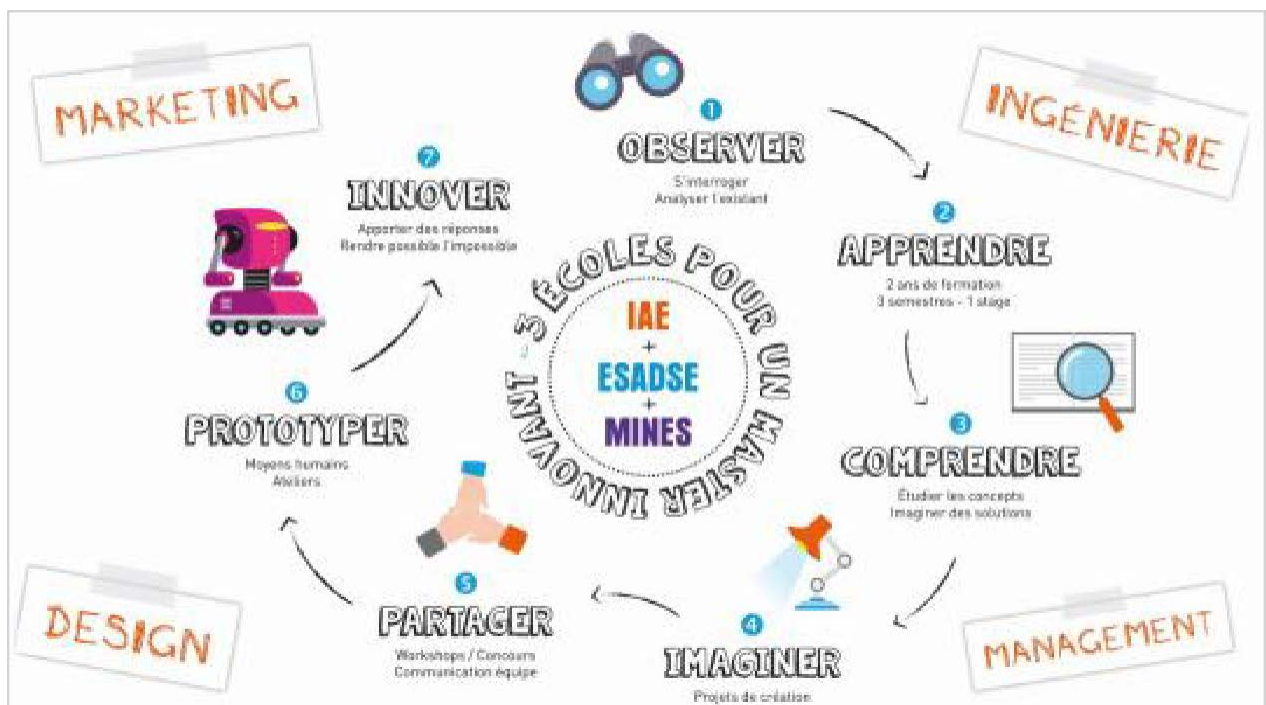 MARKETING
INGÉNIERIE
1
OBSERVER
S'interroger
Analyser l'existant
2
APPRENDRE
2 ans de formation
3 semestres - 1 stage
3
COMPRENDRE
Étudier les concepts
Imaginer des solutions
4
IMAGINER
Projets de création
5
PARTAGER
Workshops / Concours
Communication équipe
6
PROTOTYPER
Moyens humains
Ateliers
7
INNOVER
Apporter des réponses
Rendre possible l'impossible
3 ÉCOLES POUR UN MASTER INNOVANT -
IAE
+
ESADSE
+
MINES
DESIGN
MANAGEMENT